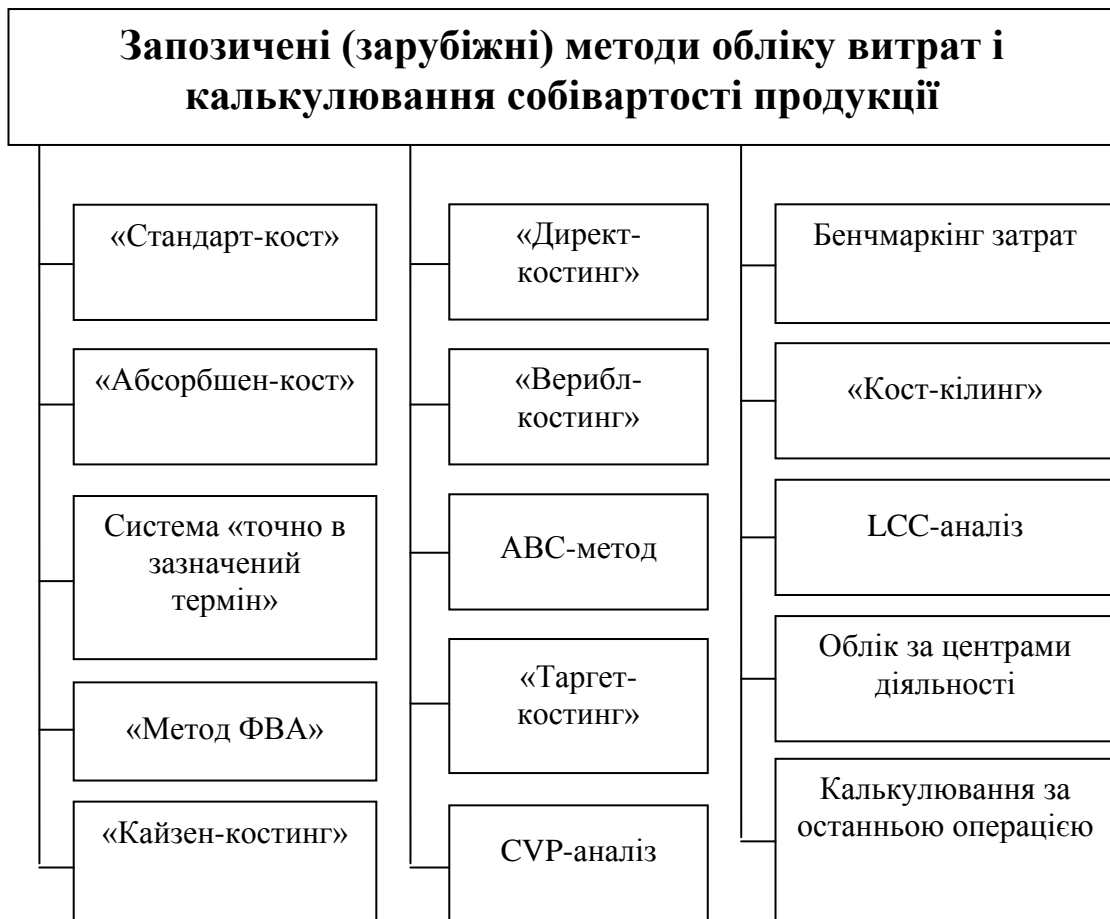 Запозичені (зарубіжні) методи обліку витрат і
калькулювання собівартості продукції
«Стандарт-кост»
«Абсорбшен-кост»
Система «точно в
зазначений
термін»
«Метод ФВА»
«Кайзен-костинг»
«Директ-
костинг»
«Верибл-
костинг»
АВС-метод
«Таргет-
костинг»
CVP-аналіз
Бенчмаркінг затрат
«Кост-кілинг»
LCC-аналіз
Облік за центрами
діяльності
Калькулювання за
останньою операцією